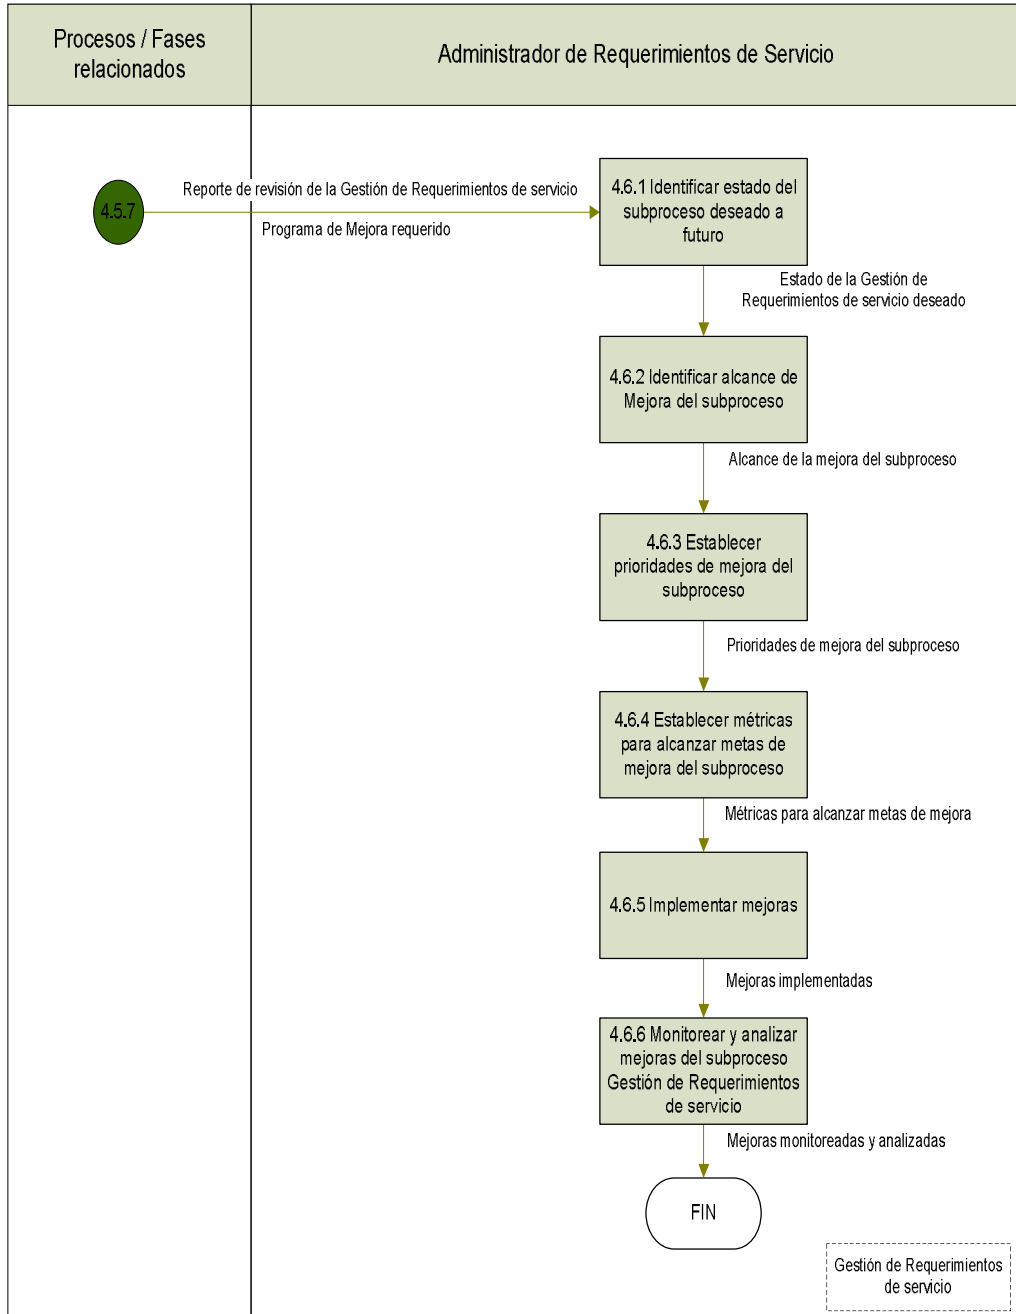 Procesos / Fases
relacionados
Administrador de Requerimientos de Servicio
4.5.7
Reporte de revisión de la Gestión de Requerimientos de servicio
Programa de Mejora requerido
4.6.1 Identificar estado del
subproceso deseado a
futuro
Estado de la Gestión de
Requerimientos de servicio deseado
4.6.2 Identificar alcance de
Mejora del subproceso
Alcance de la mejora del subproceso
4.6.3 Establecer
prioridades de mejora del
subproceso
Prioridades de mejora del subproceso
4.6.4 Establecer métricas
para alcanzar metas de
mejora del subproceso
Métricas para alcanzar metas de mejora
4.6.5 Implementar mejoras
Mejoras implementadas
4.6.6 Monitorear y analizar
mejoras del subproceso
Gestión de Requerimientos
de servicio
Mejoras monitoreadas y analizadas
FIN
Gestión de Requerimientos
de servicio